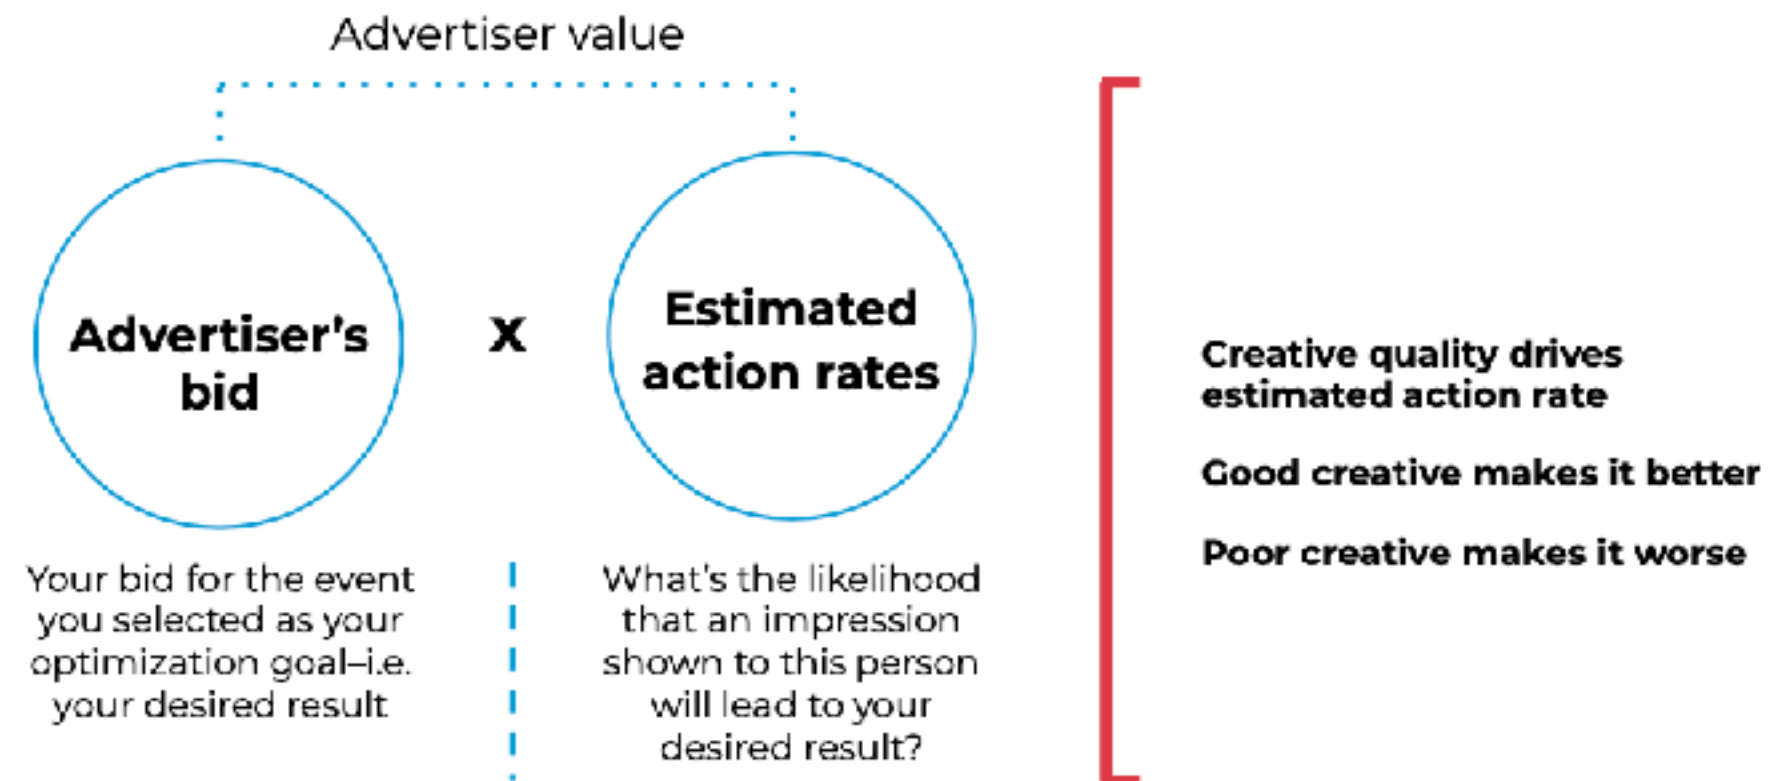 Advertiser value
Advertiser's
bid
x
Estimated
action rates
Your bid for the event
you selected as your
optimization goal–i.e.
your desired result
What's the likelihood
that an impression
shown to this person
will lead to your
desired result?
Creative quality drives
estimated action rate
Good creative makes it better
Poor creative makes it worse